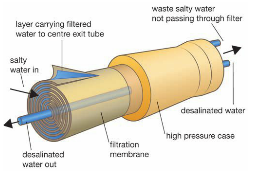 waste salty water
not passing through filter
layer carrying filtered
water to centre exit tube
salty
water in
desalinated water
high pressure case
desalinated
water out
filtration
membrane